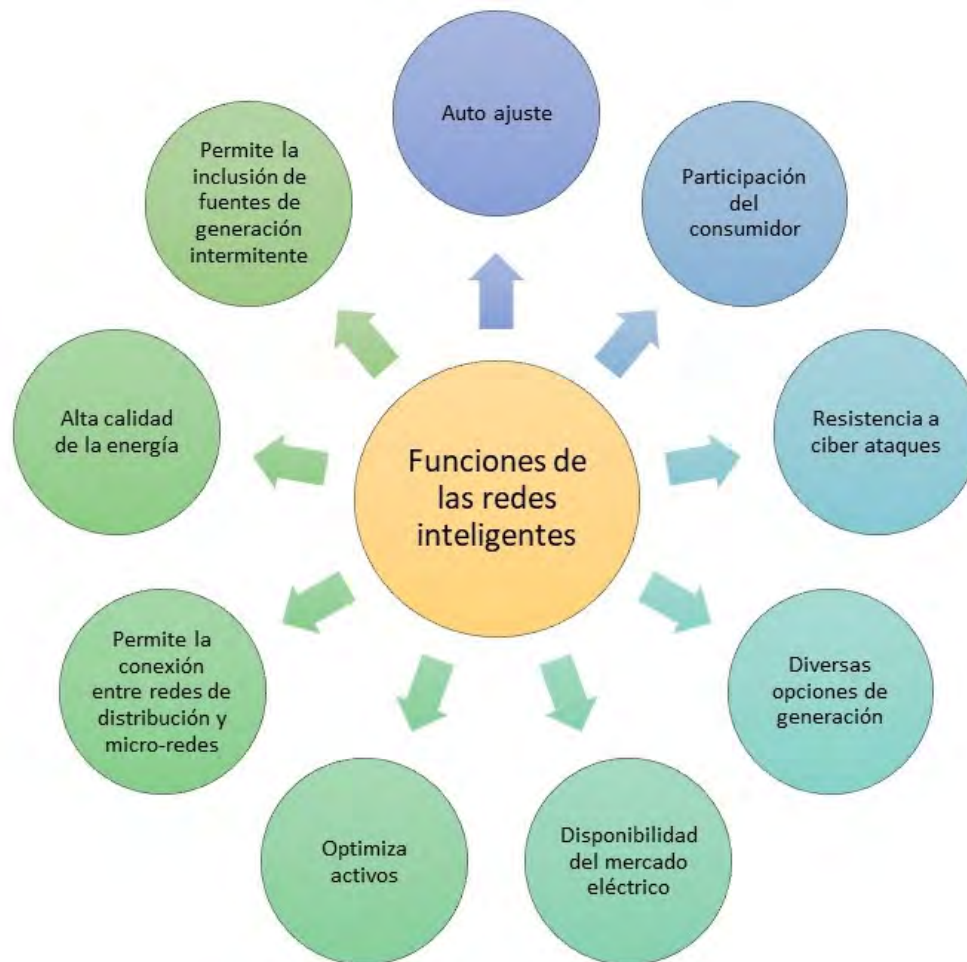 Auto ajuste
Participación
del
consumidor
Resistencia a
ciber ataques
Diversas
opciones de
generación
Disponibilidad
del mercado
eléctrico
Optimiza
activos
Permite la
conexión
entre redes de
distribución y
micro-redes
Alta calidad
de la energía
Permite la
inclusión de
fuentes de
generación
intermitente
Funciones de
las redes
inteligentes